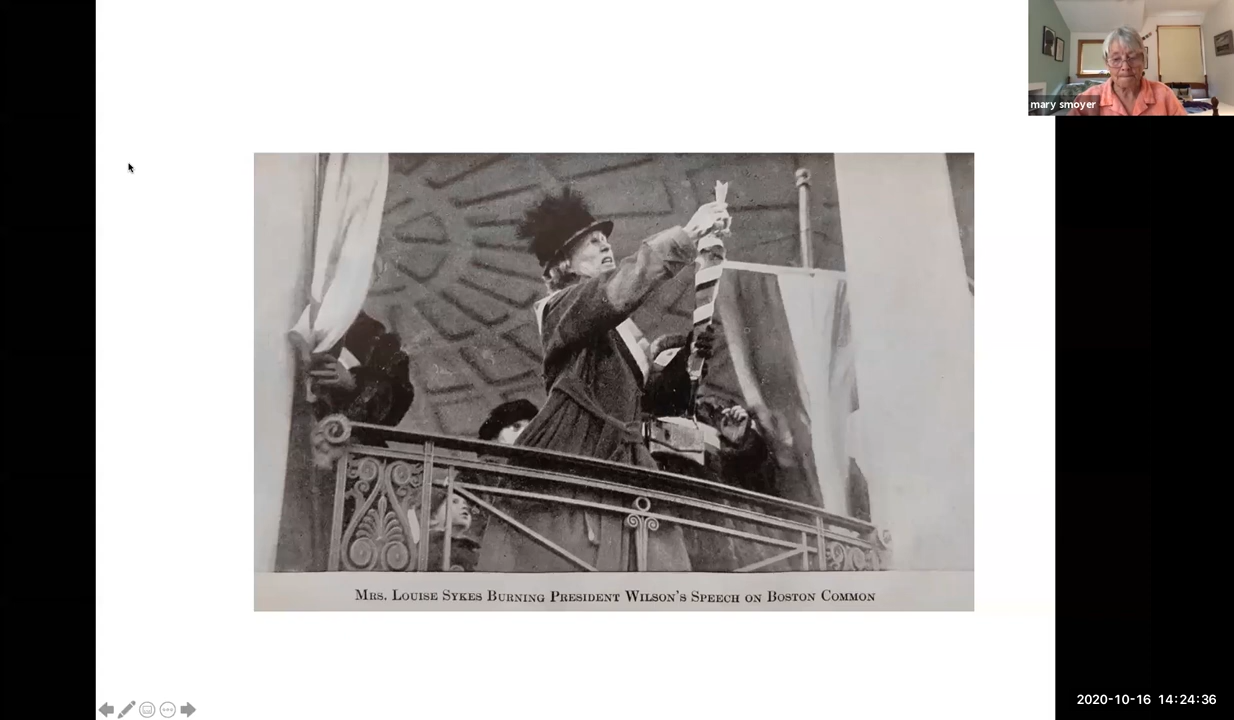 mary smoyer
Mrs. Louise Sykes Burning President Wilson's Speech on Boston Common
2020-10-16 14:24:36